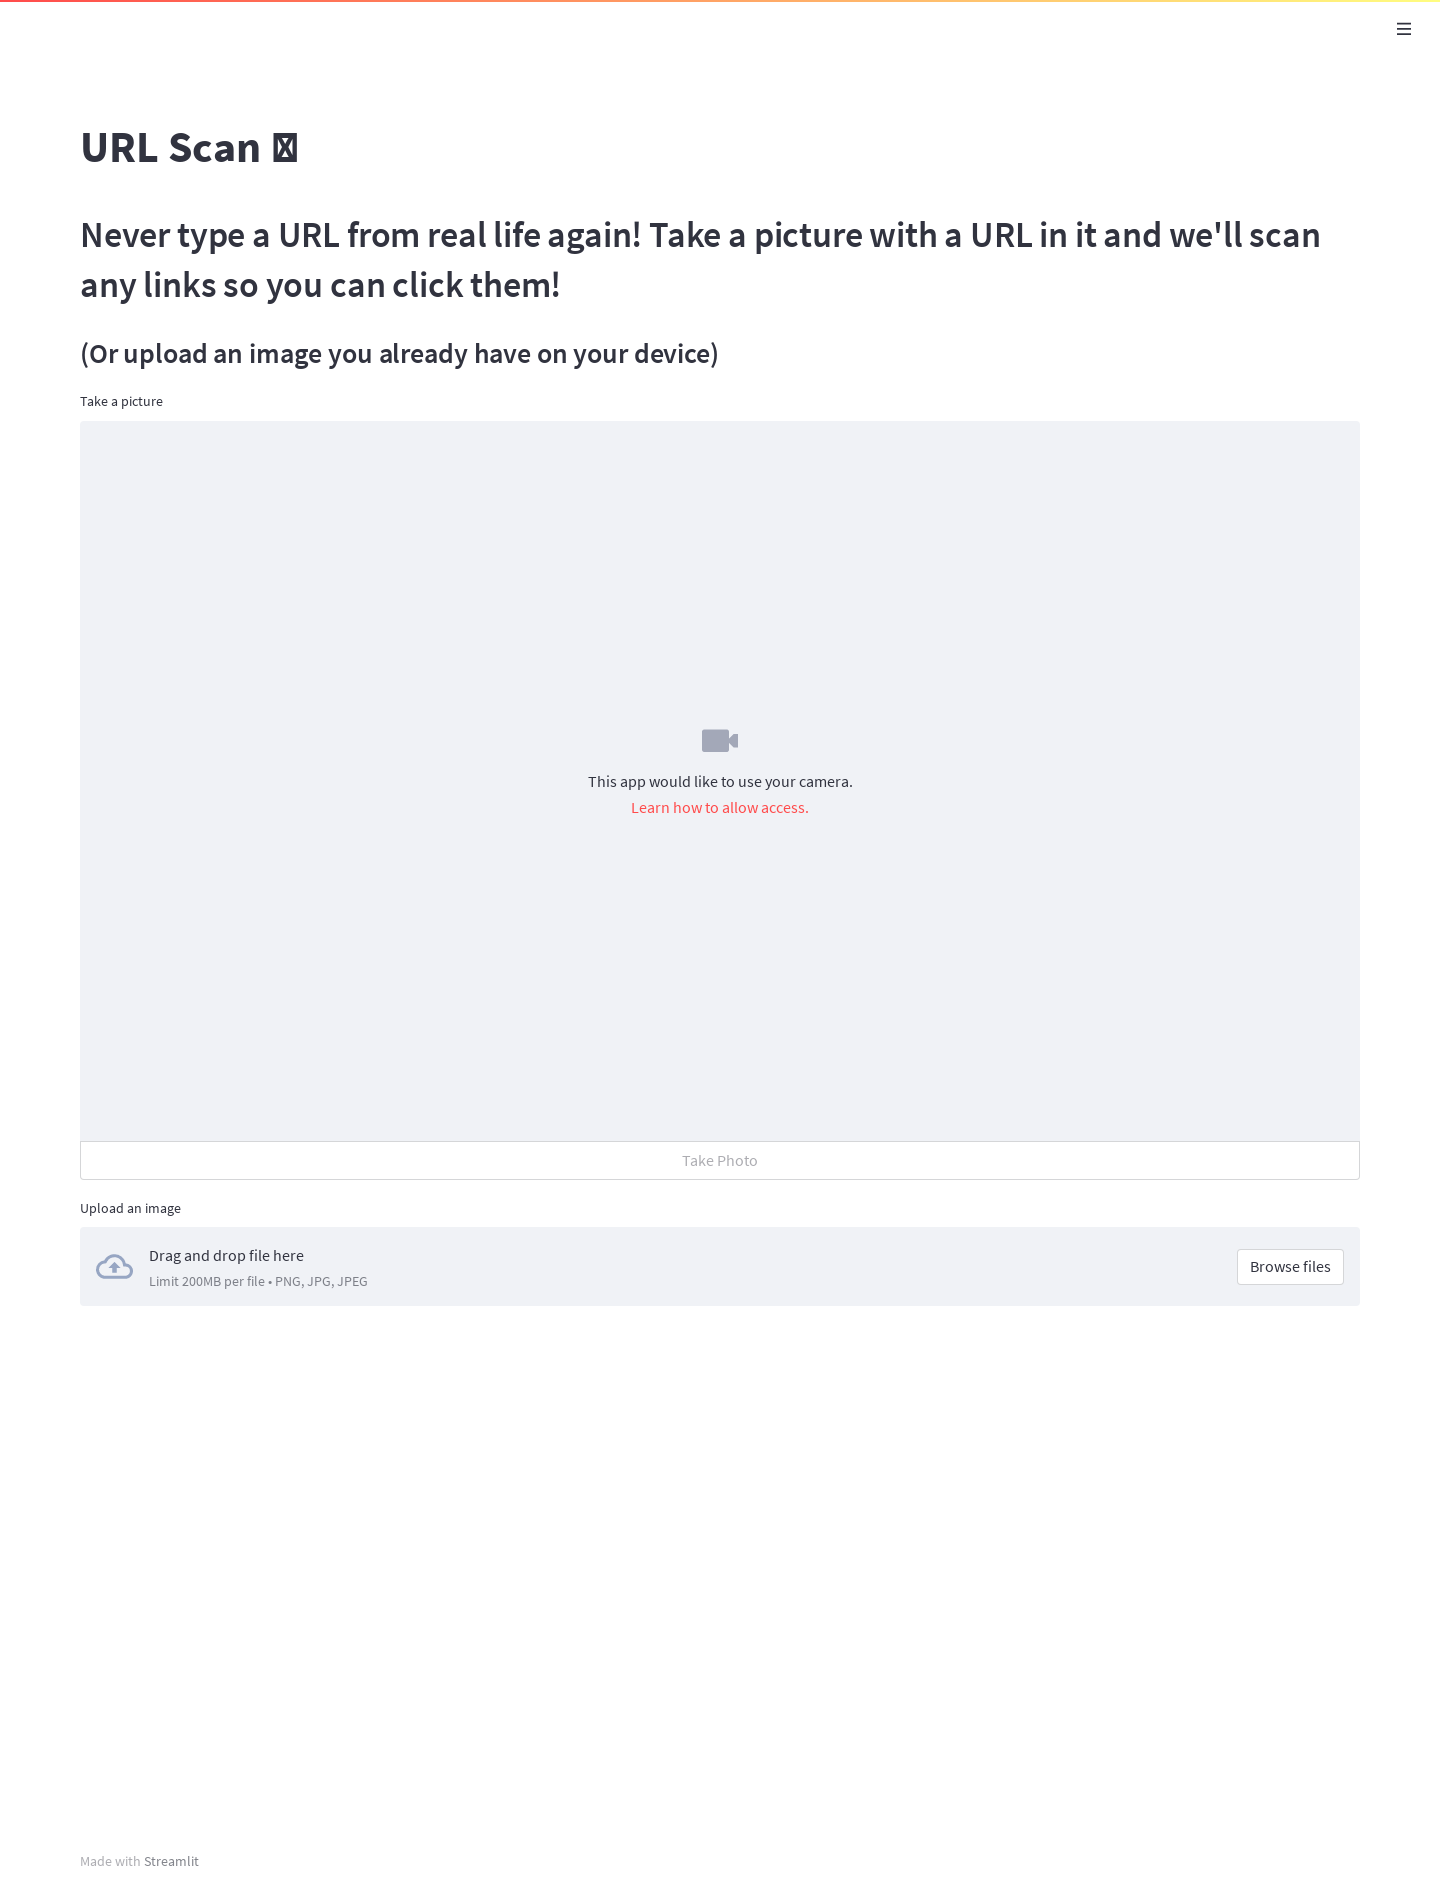 URL Scan
Never type a URL from real life again! Take a picture with a URL in it and we'll scan
any links so you can click them!
(Or upload an image you already have on your device)
Take a picture
This app would like to use your camera.
Learn how to allow access.
Take Photo
Upload an image
Drag and drop file here
Limit 200MB per file • PNG, JPG, JPEG
Browse files
Made with Streamlit